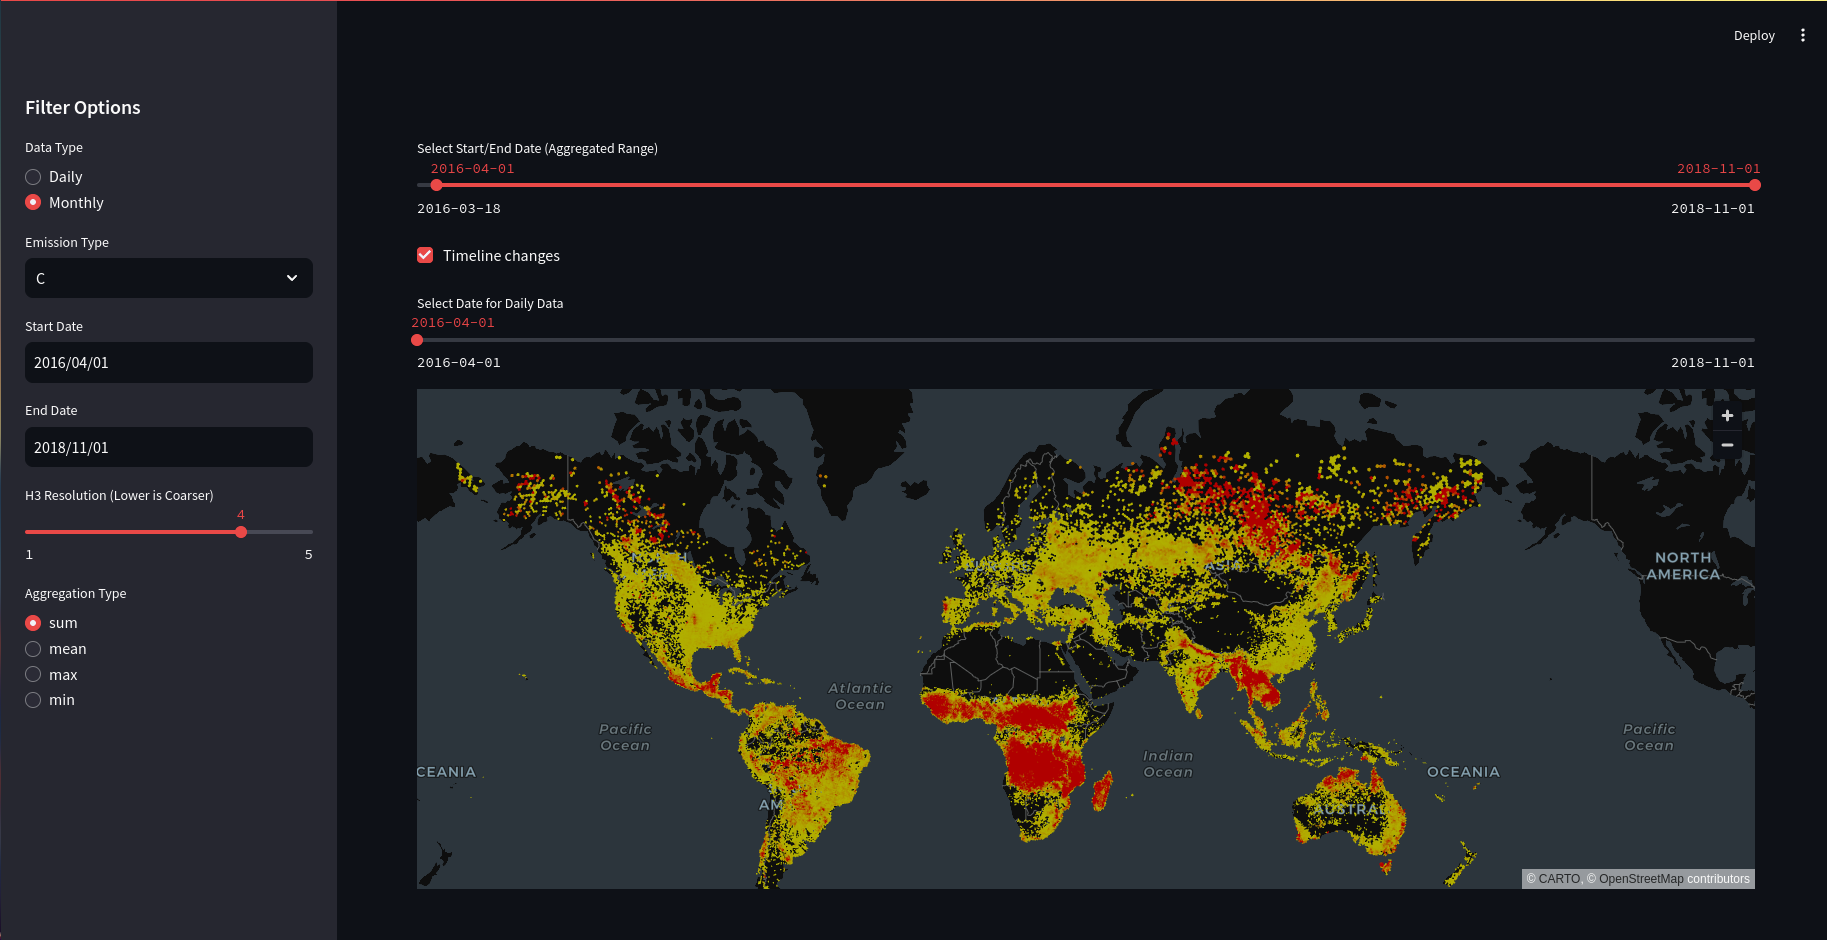 Deploy
Filter Options
Data Type
Daily
Monthly
Emission Type
C
Start Date
2016/04/01
End Date
2018/11/01
H3 Resolution (Lower is Coarser)
4
1 5
Aggregation Type
sum
mean
max
min
Select Start/End Date (Aggregated Range)
2016-04-01 2018-11-01
2016-03-18 2018-11-01
Timeline changes
Select Date for Daily Data
2016-04-01
2016-04-01 2018-11-01
+
−
ASIA
NORTH
AMERICA
Atlantic
Ocean
Pacific
Ocean
Pacific
Ocean
Indian
Ocean
CEANIA
OCEANIA
AM
AUSTRAL
© CARTO, © OpenStreetMap contributors